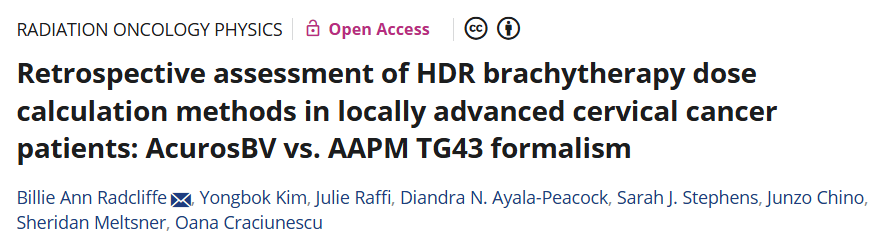 RADIATION ONCOLOGY PHYSICS Open Access cc
Retrospective assessment of HDR brachytherapy dose
calculation methods in locally advanced cervical cancer
patients: AcurosBV vs. AAPM TG43 formalism
Billie Ann Radcliffe, Yongbok Kim, Julie Raffi, Diandra N. Ayala-Peacock, Sarah J. Stephens, Junzo Chino,
Sheridan Meltsner, Oana Craciunescu